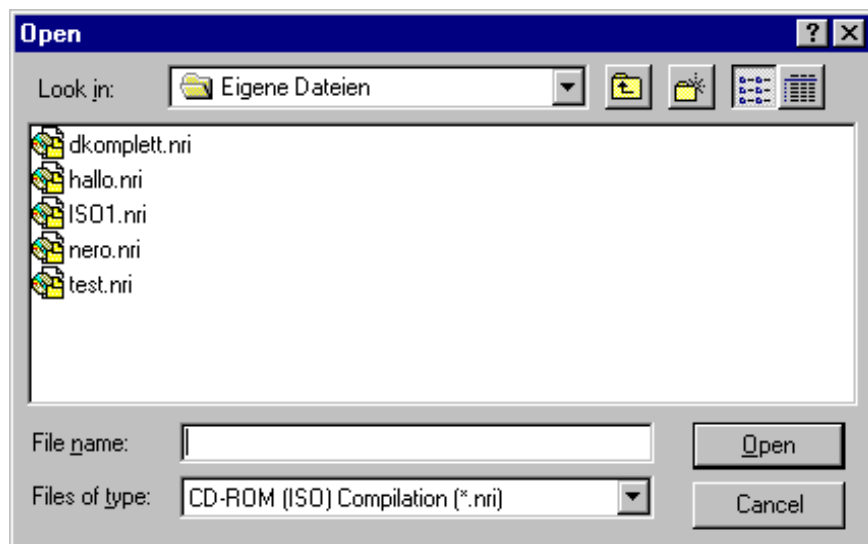 Open
Look in: Eigene Dateien
dkomplett.nri
hallo.nri
ISO1.nri
nero.nri
test.nri
File name: Open
Files of type: CD-ROM (ISO) Compilation (*.nri) Cancel